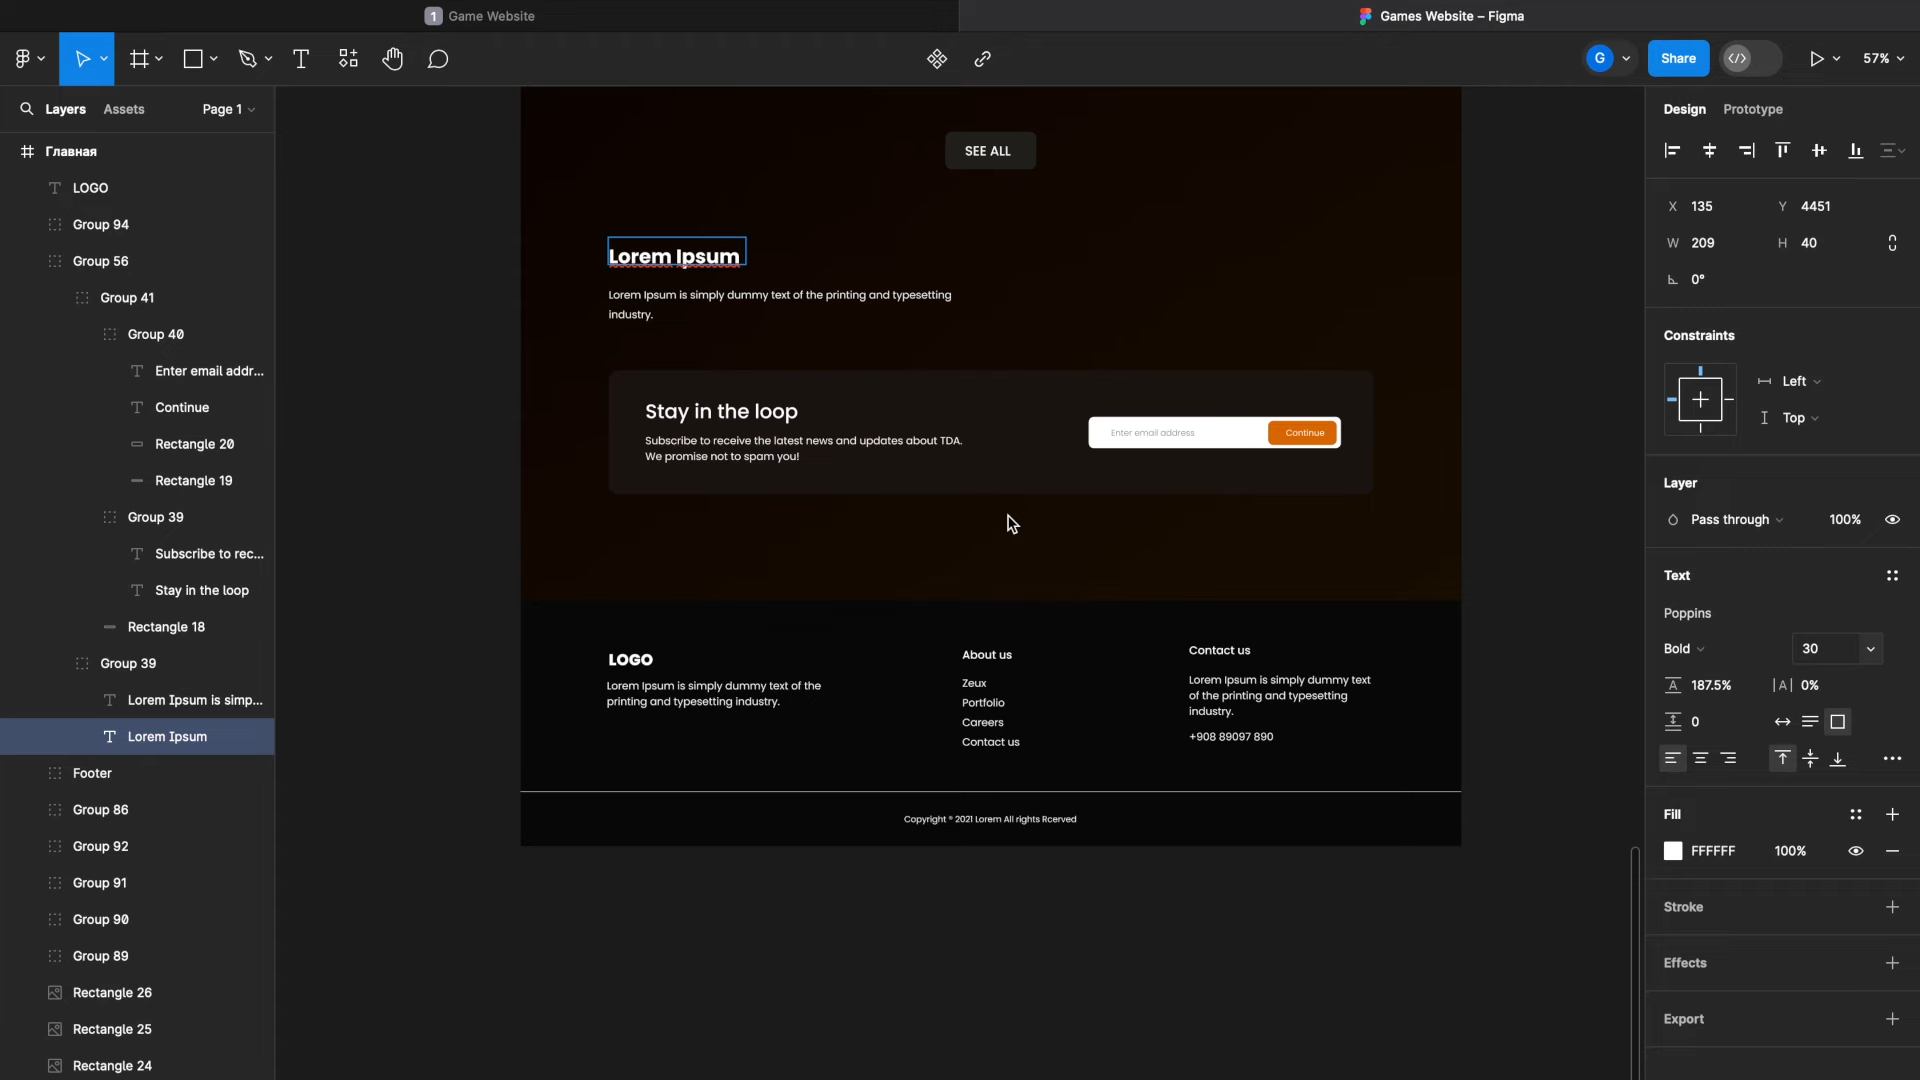 1 Game Website
Games Website – Figma
G
Share
57%
Layers
Assets
Page 1
Главная
LOGO
Group 94
Group 56
Group 41
Group 40
Enter email addr...
Continue
Rectangle 20
Rectangle 19
Group 39
Subscribe to rec...
Stay in the loop
Rectangle 18
Group 39
Lorem Ipsum is simp...
Lorem Ipsum
Footer
Group 86
Group 92
Group 91
Group 90
Group 89
Rectangle 26
Rectangle 25
Rectangle 24
SEE ALL
Lorem Ipsum
Lorem Ipsum is simply dummy text of the printing and typesetting
industry.
Stay in the loop
Subscribe to receive the latest news and updates about TDA.
We promise not to spam you!
Enter email address
Continue
LOGO
Lorem Ipsum is simply dummy text of the
printing and typesetting industry.
About us
Zeux
Portfolio
Careers
Contact us
Contact us
Lorem Ipsum is simply dummy text
of the printing and typesetting
industry.
+908 89097 890
Copyright ® 2021 Lorem All rights Rcerved
Design
Prototype
X 135
Y 4451
W 209
H 40
0°
Constraints
Left
Top
Layer
Pass through
100%
Text
Poppins
Bold
30
187.5%
0%
0
Fill
FFFFFF
100%
Stroke
Effects
Export